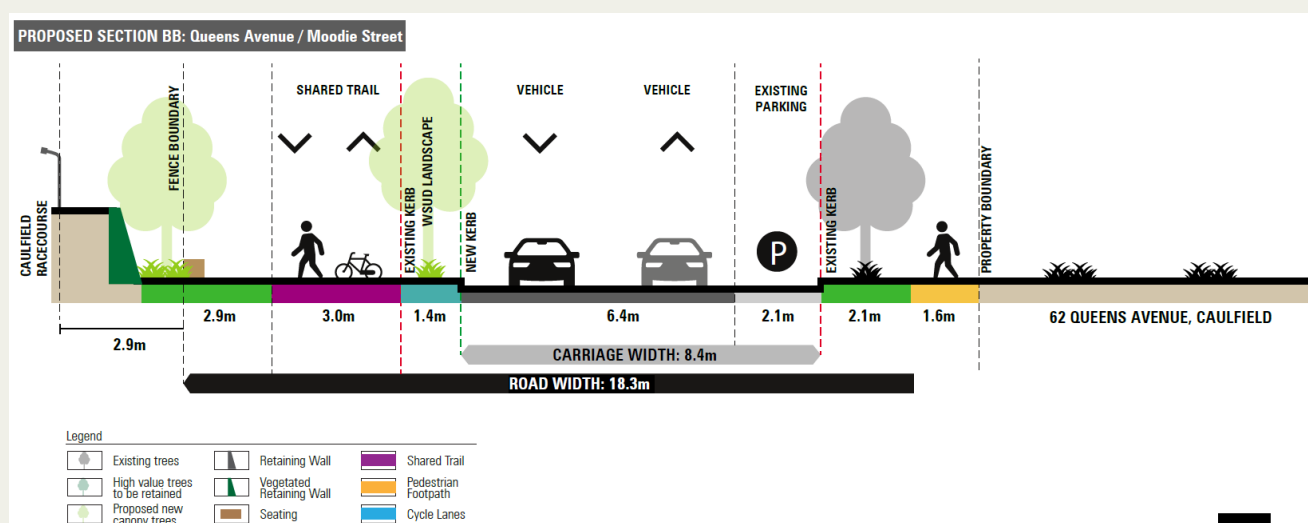 PROPOSED SECTION BB: Queens Avenue / Moodie Street
CAULFIELD
RACECOURSE
FENCE BOUNDARY
SHARED TRAIL
EXISTING KERB
WSUD LANDSCAPE
NEW KERB
VEHICLE
VEHICLE
EXISTING
PARKING
P
EXISTING KERB
PROPERTY BOUNDARY
2.9m
2.9m
3.0m
1.4m
6.4m
2.1m
2.1m
1.6m
62 QUEENS AVENUE, CAULFIELD
CARRIAGE WIDTH: 8.4m
ROAD WIDTH: 18.3m
Legend
Existing trees
High value trees
to be retained
Proposed new
canopy trees
Retaining Wall
Vegetated
Retaining Wall
Seating
Shared Trail
Pedestrian
Footpath
Cycle Lanes